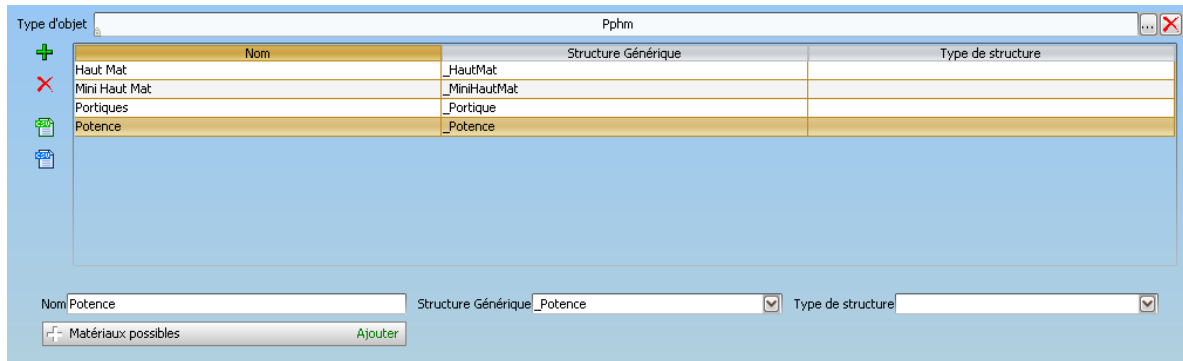 Type d'objet Pphm ...
Nom Structure Générique Type de structure
Haut Mat _HautMat
Mini Haut Mat _MiniHautMat
Portiques _Portique
Potence _Potence
Nom Potence Structure Générique _Potence Type de structure
Matériaux possibles Ajouter